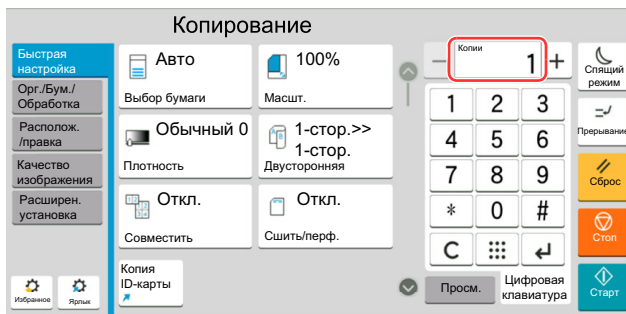 Копирование
Быстрая
настройка
Орг./Бум./
Обработка
Располож.
/правка
Качество
изображения
Расширен.
установка
Избранное
Ярлык
Авто
Выбор бумаги
100%
Масшт.
Обычный 0
Плотность
1-стор.>>
1-стор.
Двусторонняя
Откл.
Совместить
Откл.
Сшить/перф.
Копия
ID-карты
Копии
− 1 +
1 2 3
4 5 6
7 8 9
* 0 #
C
Просм.
Цифровая
клавиатура
Спящий
режим
Прерывание
Сброс
Стоп
Старт